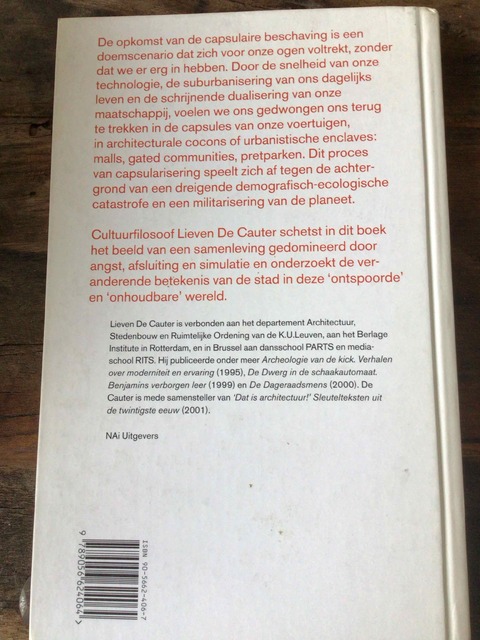 De opkomst van de capsulaire beschaving is een
doemscenario dat zich voor onze ogen voltrekt, zonder
dat we er erg in hebben. Door de snelheid van onze
technologie, de suburbanisering van ons dagelijks
leven en de schrijnende dualisering van onze
maatschappij, voelen we ons gedwongen ons terug
te trekken in de capsules van onze voertuigen,
in architecturale cocons of urbanistische enclaves:
malls, gated communities, pretparken. Dit proces
van capsularisering speelt zich af tegen de achter-
grond van een dreigende demografisch-ecologische
catastrofe en een militarisering van de planeet.
Cultuurfilosoof Lieven De Cauter schetst in dit boek
het beeld van een samenleving gedomineerd door
angst, afsluiting en simulatie en onderzoekt de ver-
anderende betekenis van de stad in deze 'ontspoorde'
en 'onhoudbare' wereld.
Lieven De Cauter is verbonden aan het departement Architectuur,
Stedenbouw en Ruimtelijke Ordening van de K.U.Leuven, aan het Berlage
Institute in Rotterdam, en in Brussel aan dansschool PARTS en media-
school RITS. Hij publiceerde onder meer Archeologie van de kick. Verhalen
over moderniteit en ervaring (1995), De Dwerg in de schaakautomaat.
Benjamins verborgen leer (1999) en De Dageraadsmens (2000). De
Cauter is mede samensteller van 'Dat is architectuur!' Sleutelteksten uit
de twintigste eeuw (2001).
NAi Uitgevers
ISBN 90-5662-406-7
9 789056 624064 >